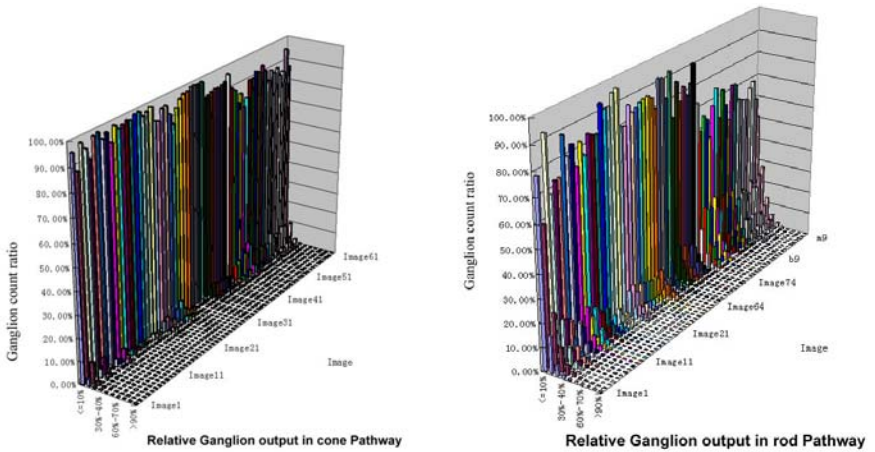 100.00%
90.00%
80.00%
70.00%
60.00%
50.00%
40.00%
30.00%
20.00%
10.00%
0.00%
Ganglion count ratio
<=10%
30%-40%
60%-70%
>90%
Image1
Image11
Image21
Image31
Image41
Image51
Image61
Image
Relative Ganglion output in cone Pathway
100.00%
90.00%
80.00%
70.00%
60.00%
50.00%
40.00%
30.00%
20.00%
10.00%
0.00%
Ganglion count ratio
<=10%
30%-40%
60%-70%
>90%
Image1
Image11
Image21
Image64
Image74
b9
m9
Image
Relative Ganglion output in rod Pathway